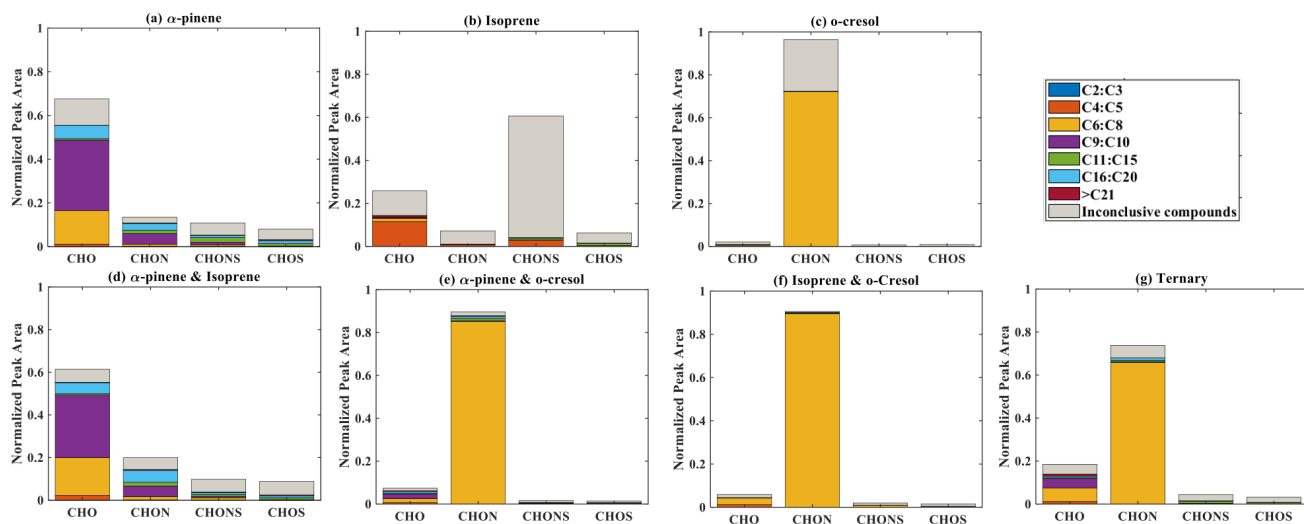 (a) α-pinene
Normalized Peak Area
1
0.8
0.6
0.4
0.2
0
CHO CHON CHONS CHOS
(b) Isoprene
Normalized Peak Area
1
0.8
0.6
0.4
0.2
0
CHO CHON CHONS CHOS
(c) o-cresol
Normalized Peak Area
1
0.8
0.6
0.4
0.2
0
CHO CHON CHONS CHOS
C2:C3
C4:C5
C6:C8
C9:C10
C11:C15
C16:C20
>C21
Inconclusive compounds
(d) α-pinene & Isoprene
Normalized Peak Area
1
0.8
0.6
0.4
0.2
0
CHO CHON CHONS CHOS
(e) α-pinene & o-cresol
Normalized Peak Area
1
0.8
0.6
0.4
0.2
0
CHO CHON CHONS CHOS
(f) Isoprene & o-Cresol
Normalized Peak Area
1
0.8
0.6
0.4
0.2
0
CHO CHON CHONS CHOS
(g) Ternary
Normalized Peak Area
1
0.8
0.6
0.4
0.2
0
CHO CHON CHONS CHOS